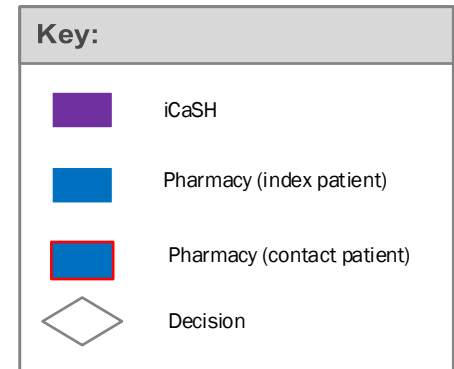 Key:
iCaSH
Pharmacy (index patient)
Pharmacy (contact patient)
Decision